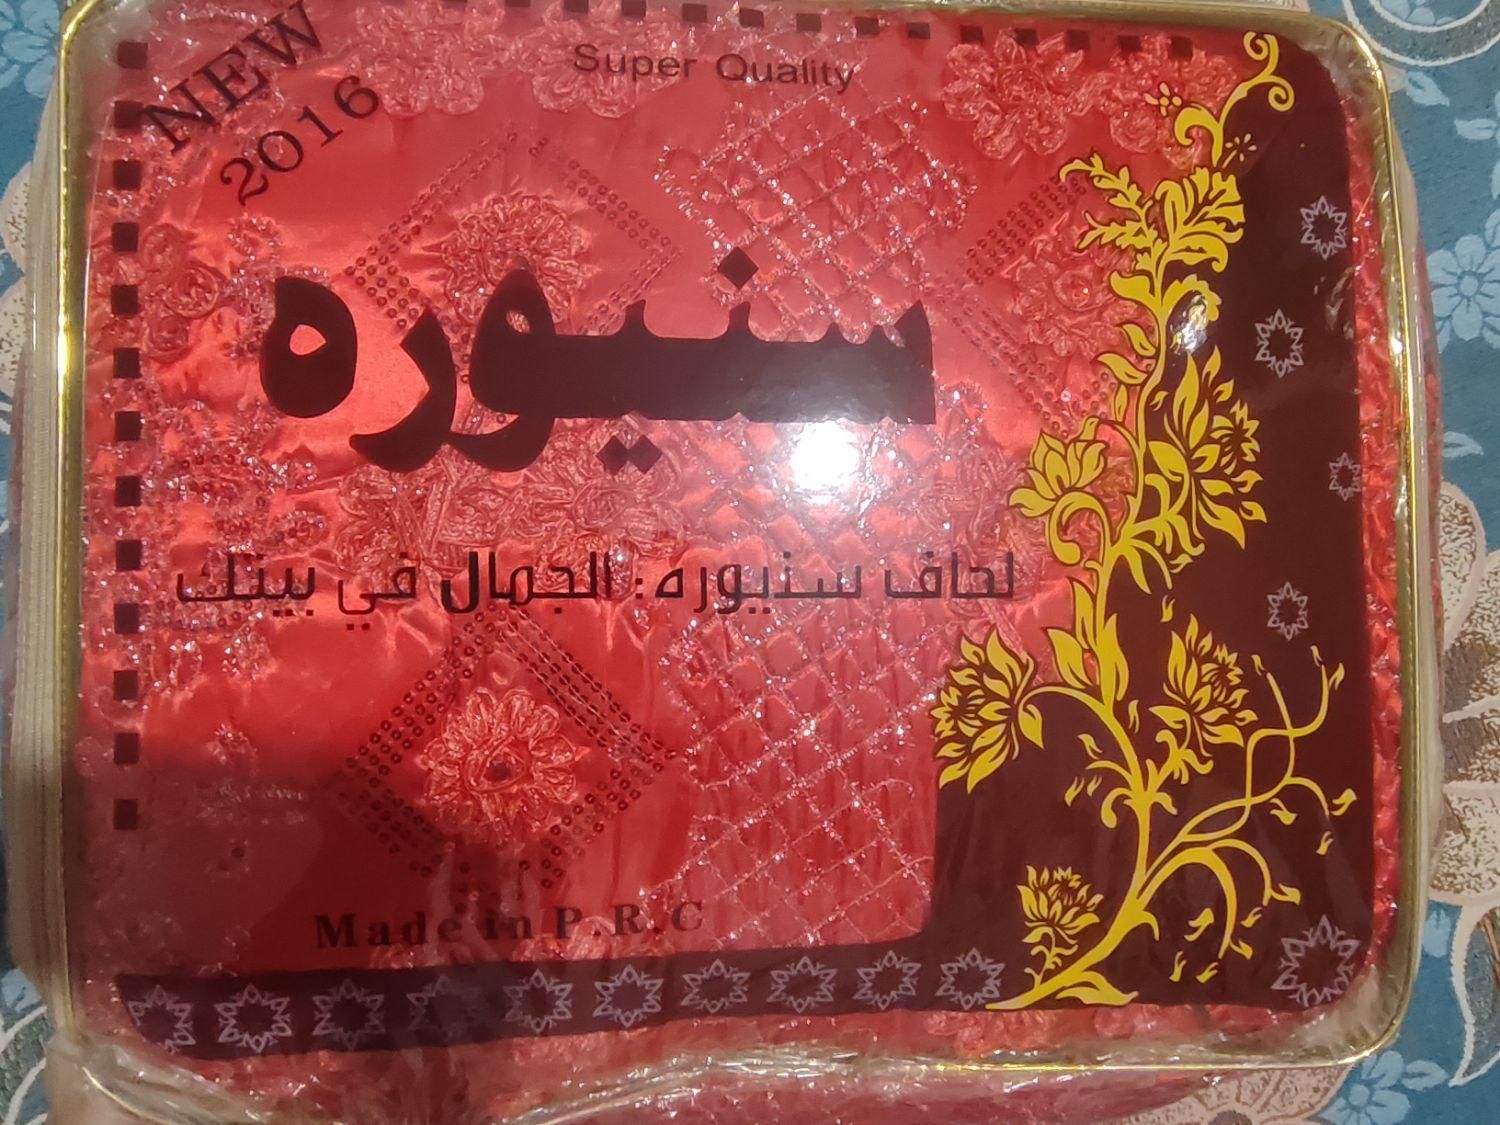 NEW
2016
Super Quality
سنيوره
لحاف سنيوره: الجمال في بيتك
Made in P.R.C